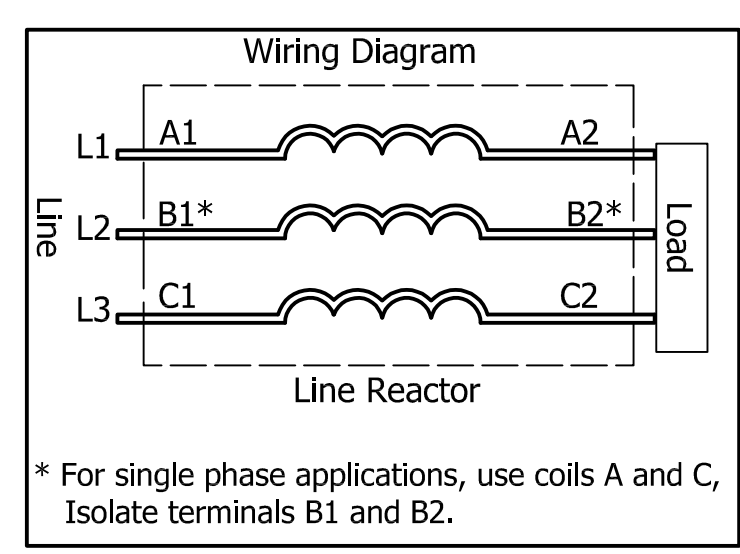 Wiring Diagram
L1 A1 A2
Line L2 B1* B2* Load
L3 C1 C2
Line Reactor
* For single phase applications, use coils A and C,
Isolate terminals B1 and B2.